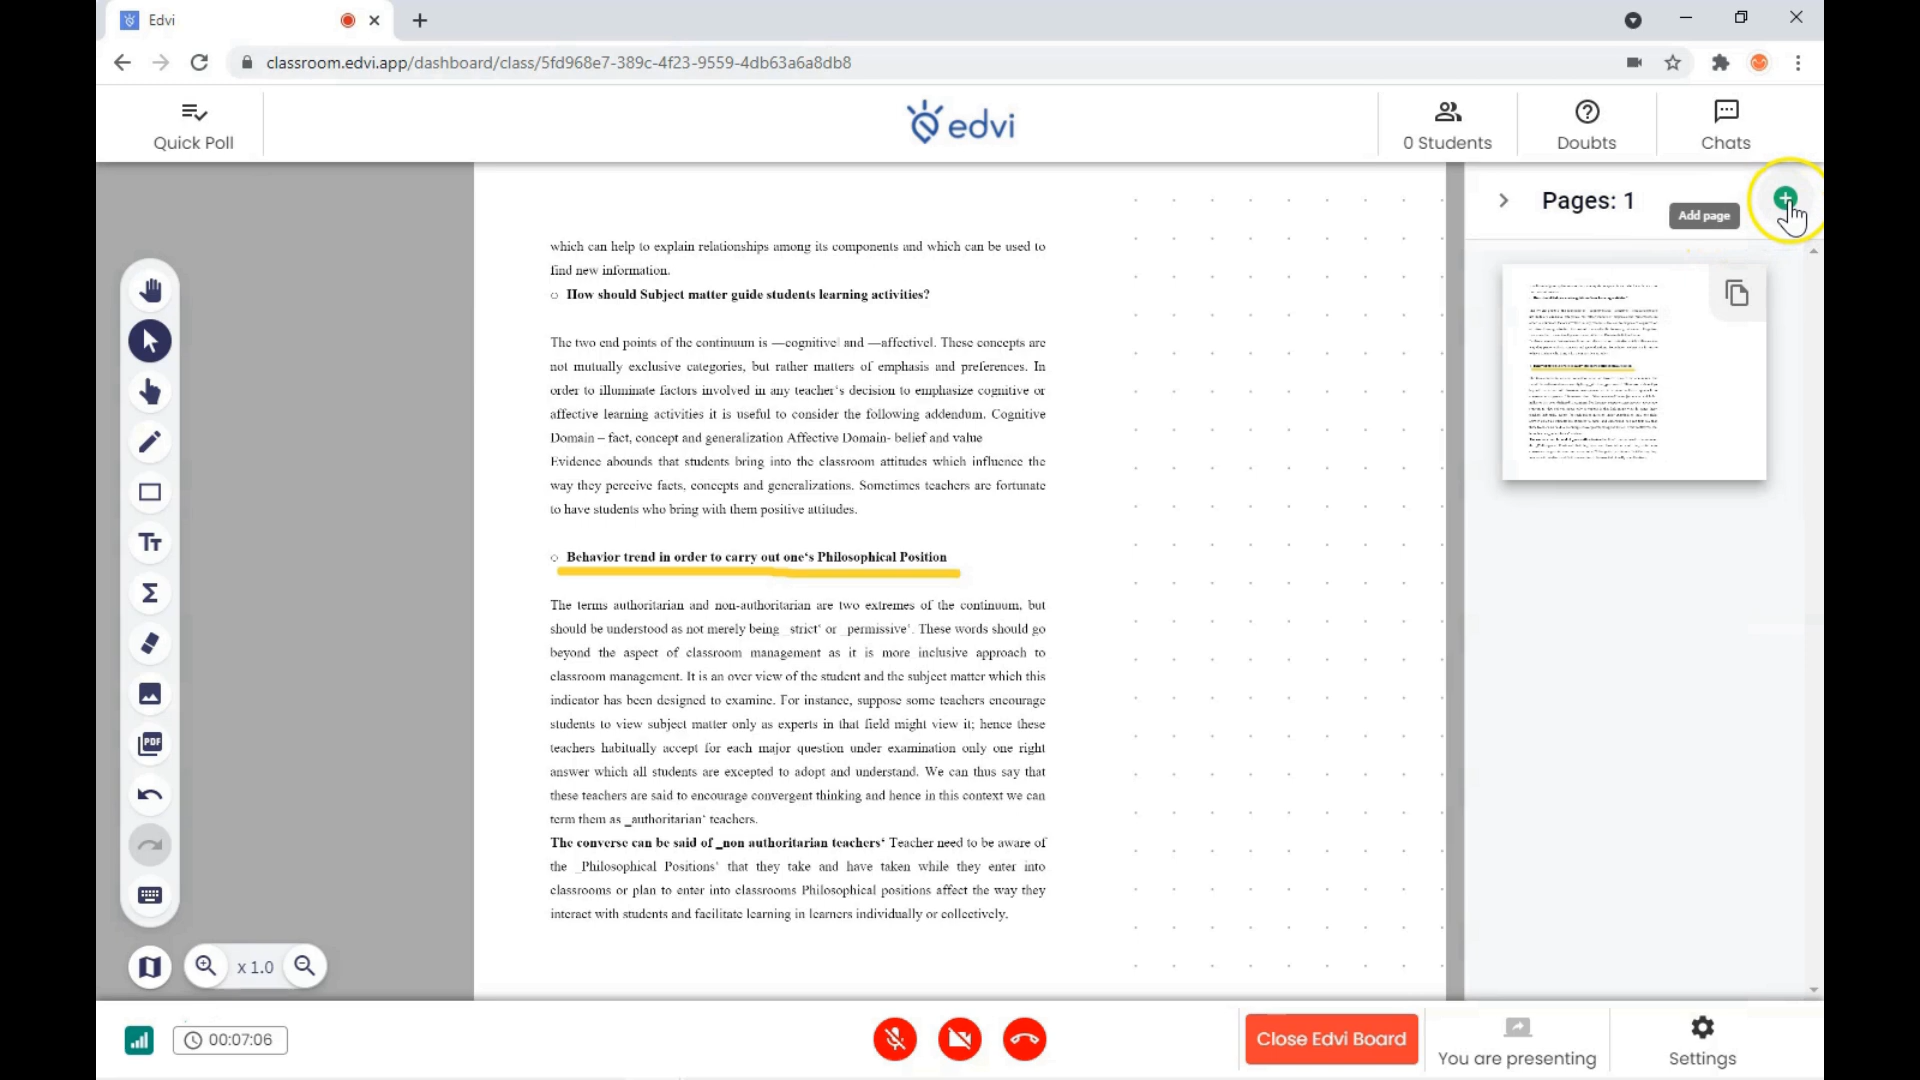 Edvi
classroom.edvi.app/dashboard/class/5fd968e7-389c-4f23-9559-4db63a6a8db8
Quick Poll
edvi
0 Students
Doubts
Chats
Pages: 1
Add page
which can help to explain relationships among its components and which can be used to
find new information.
○ How should Subject matter guide students learning activities?
The two end points of the continuum is ―cognitive‖ and ―affective‖. These concepts are
not mutually exclusive categories, but rather matters of emphasis and preferences. In
order to illuminate factors involved in any teacher‘s decision to emphasize cognitive or
affective learning activities it is useful to consider the following addendum. Cognitive
Domain – fact, concept and generalization Affective Domain- belief and value
Evidence abounds that students bring into the classroom attitudes which influence the
way they perceive facts, concepts and generalizations. Sometimes teachers are fortunate
to have students who bring with them positive attitudes.
○ Behavior trend in order to carry out one‘s Philosophical Position
The terms authoritarian and non-authoritarian are two extremes of the continuum, but
should be understood as not merely being _strict‘ or _permissive‘. These words should go
beyond the aspect of classroom management as it is more inclusive approach to
classroom management. It is an over view of the student and the subject matter which this
indicator has been designed to examine. For instance, suppose some teachers encourage
students to view subject matter only as experts in that field might view it; hence these
teachers habitually accept for each major question under examination only one right
answer which all students are excepted to adopt and understand. We can thus say that
these teachers are said to encourage convergent thinking and hence in this context we can
term them as _authoritarian‘ teachers.
The converse can be said of _non authoritarian teachers‘ Teacher need to be aware of
the _Philosophical Positions‘ that they take and have taken while they enter into
classrooms or plan to enter into classrooms Philosophical positions affect the way they
interact with students and facilitate learning in learners individually or collectively.
Tт
Σ
PDF
x 1.0
00:07:06
Close Edvi Board
You are presenting
Settings